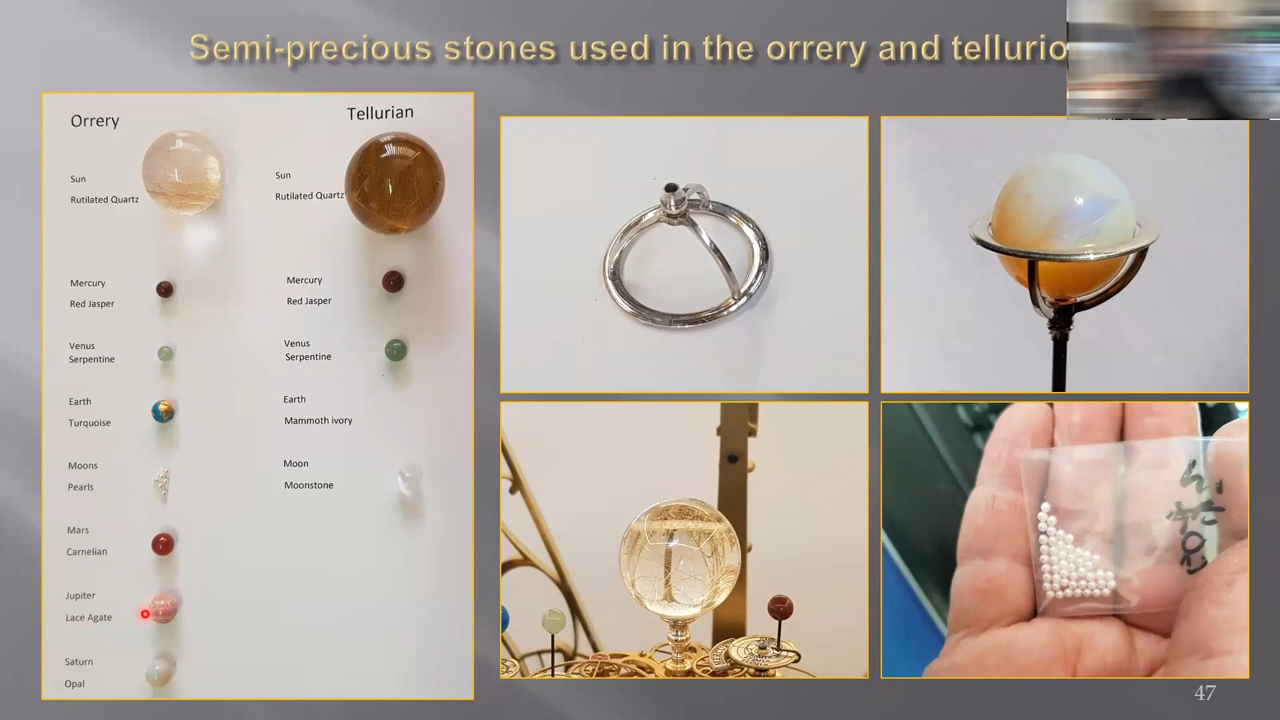 Semi-precious stones used in the orrery and tellurio
Orrery
Sun
Rutilated Quartz
Mercury
Red Jasper
Venus
Serpentine
Earth
Turquoise
Moons
Pearls
Mars
Carnelian
Jupiter
Lace Agate
Saturn
Opal
Tellurian
Sun
Rutilated Quartz
Mercury
Red Jasper
Venus
Serpentine
Earth
Mammoth ivory
Moon
Moonstone
47